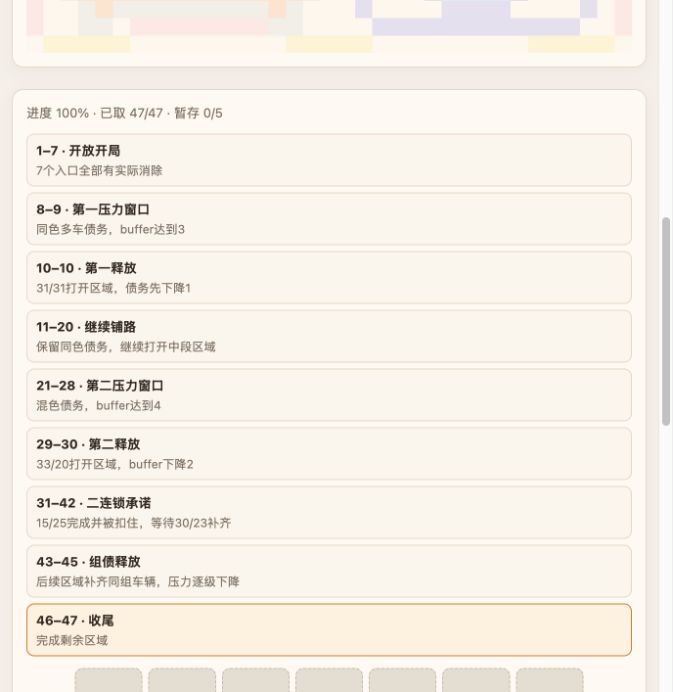 进度 100% · 已取 47/47 · 暂存 0/5
1–7 · 开放开局
7个入口全部有实际消除
8–9 · 第一压力窗口
同色多车债务，buffer达到3
10–10 · 第一释放
31/31打开区域，债务先下降1
11–20 · 继续铺路
保留同色债务，继续打开中段区域
21–28 · 第二压力窗口
混色债务，buffer达到4
29–30 · 第二释放
33/20打开区域，buffer下降2
31–42 · 二连锁承诺
15/25完成并被扣住，等待30/23补齐
43–45 · 组债释放
后续区域补齐同组车辆，压力逐级下降
46–47 · 收尾
完成剩余区域